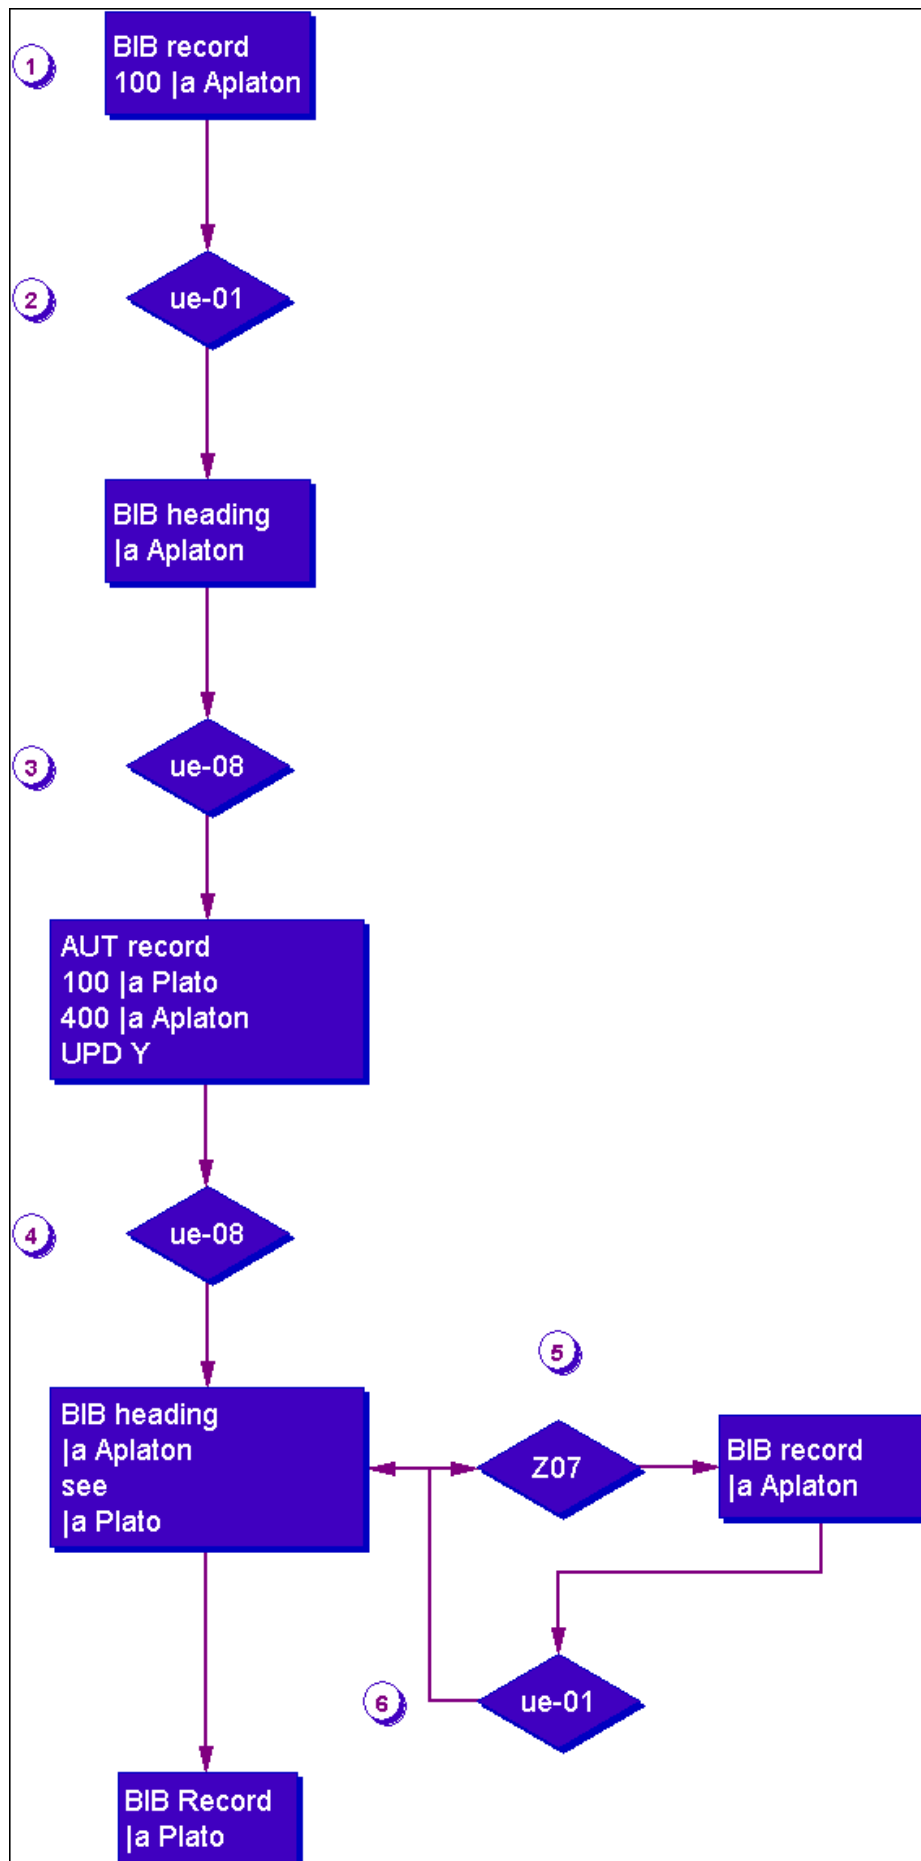 1
BIB record
100 |a Aplaton
2
ue-01
BIB heading
|a Aplaton
3
ue-08
AUT record
100 |a Plato
400 |a Aplaton
UPD Y
4
ue-08
BIB heading
|a Aplaton
see
|a Plato
5
Z07
BIB record
|a Aplaton
6
ue-01
BIB Record
|a Plato